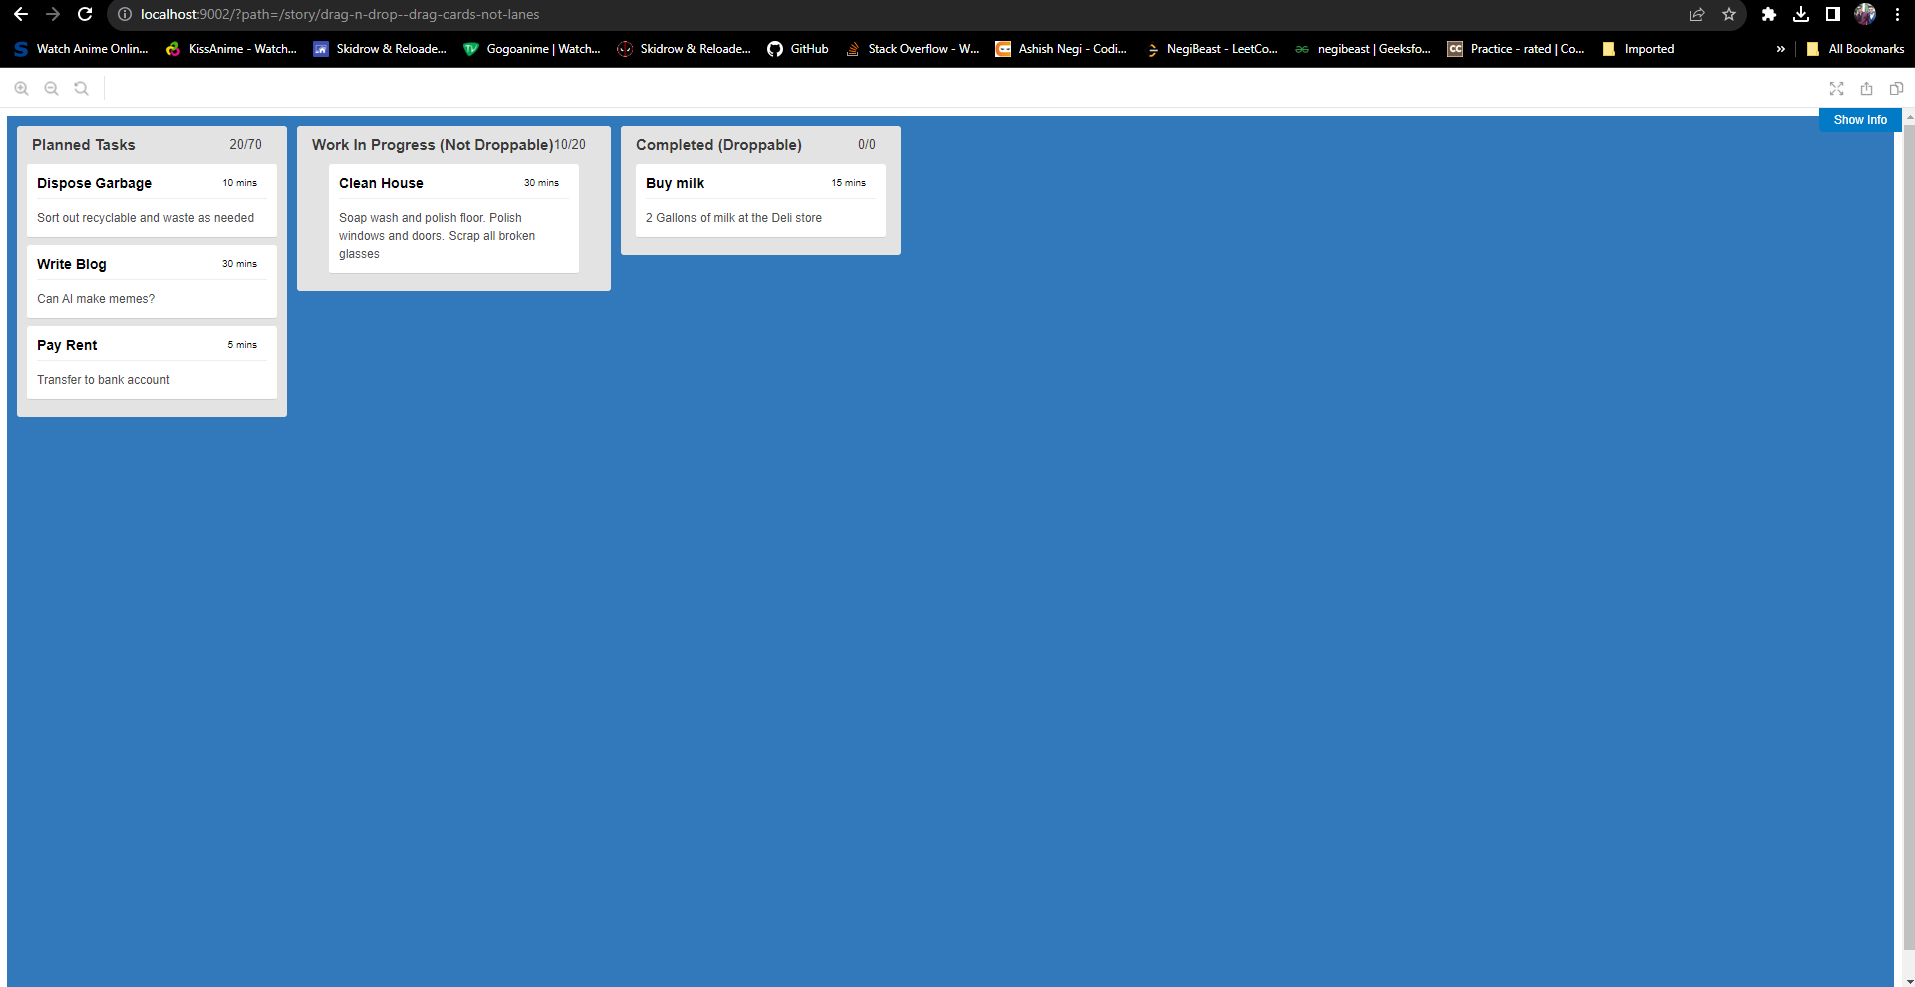 localhost:9002/?path=/story/drag-n-drop--drag-cards-not-lanes
Watch Anime Onlin... KissAnime - Watch... Skidrow & Reloade... Gogoanime | Watch... Skidrow & Reloade... GitHub Stack Overflow - W... Ashish Negi - Codi... NegiBeast - LeetCo... negibeast | Geeksfo... Practice - rated | Co... Imported » All Bookmarks
Show Info
Planned Tasks 20/70
Dispose Garbage 10 mins
Sort out recyclable and waste as needed
Write Blog 30 mins
Can AI make memes?
Pay Rent 5 mins
Transfer to bank account
Work In Progress (Not Droppable)10/20
Clean House 30 mins
Soap wash and polish floor. Polish
windows and doors. Scrap all broken
glasses
Completed (Droppable) 0/0
Buy milk 15 mins
2 Gallons of milk at the Deli store